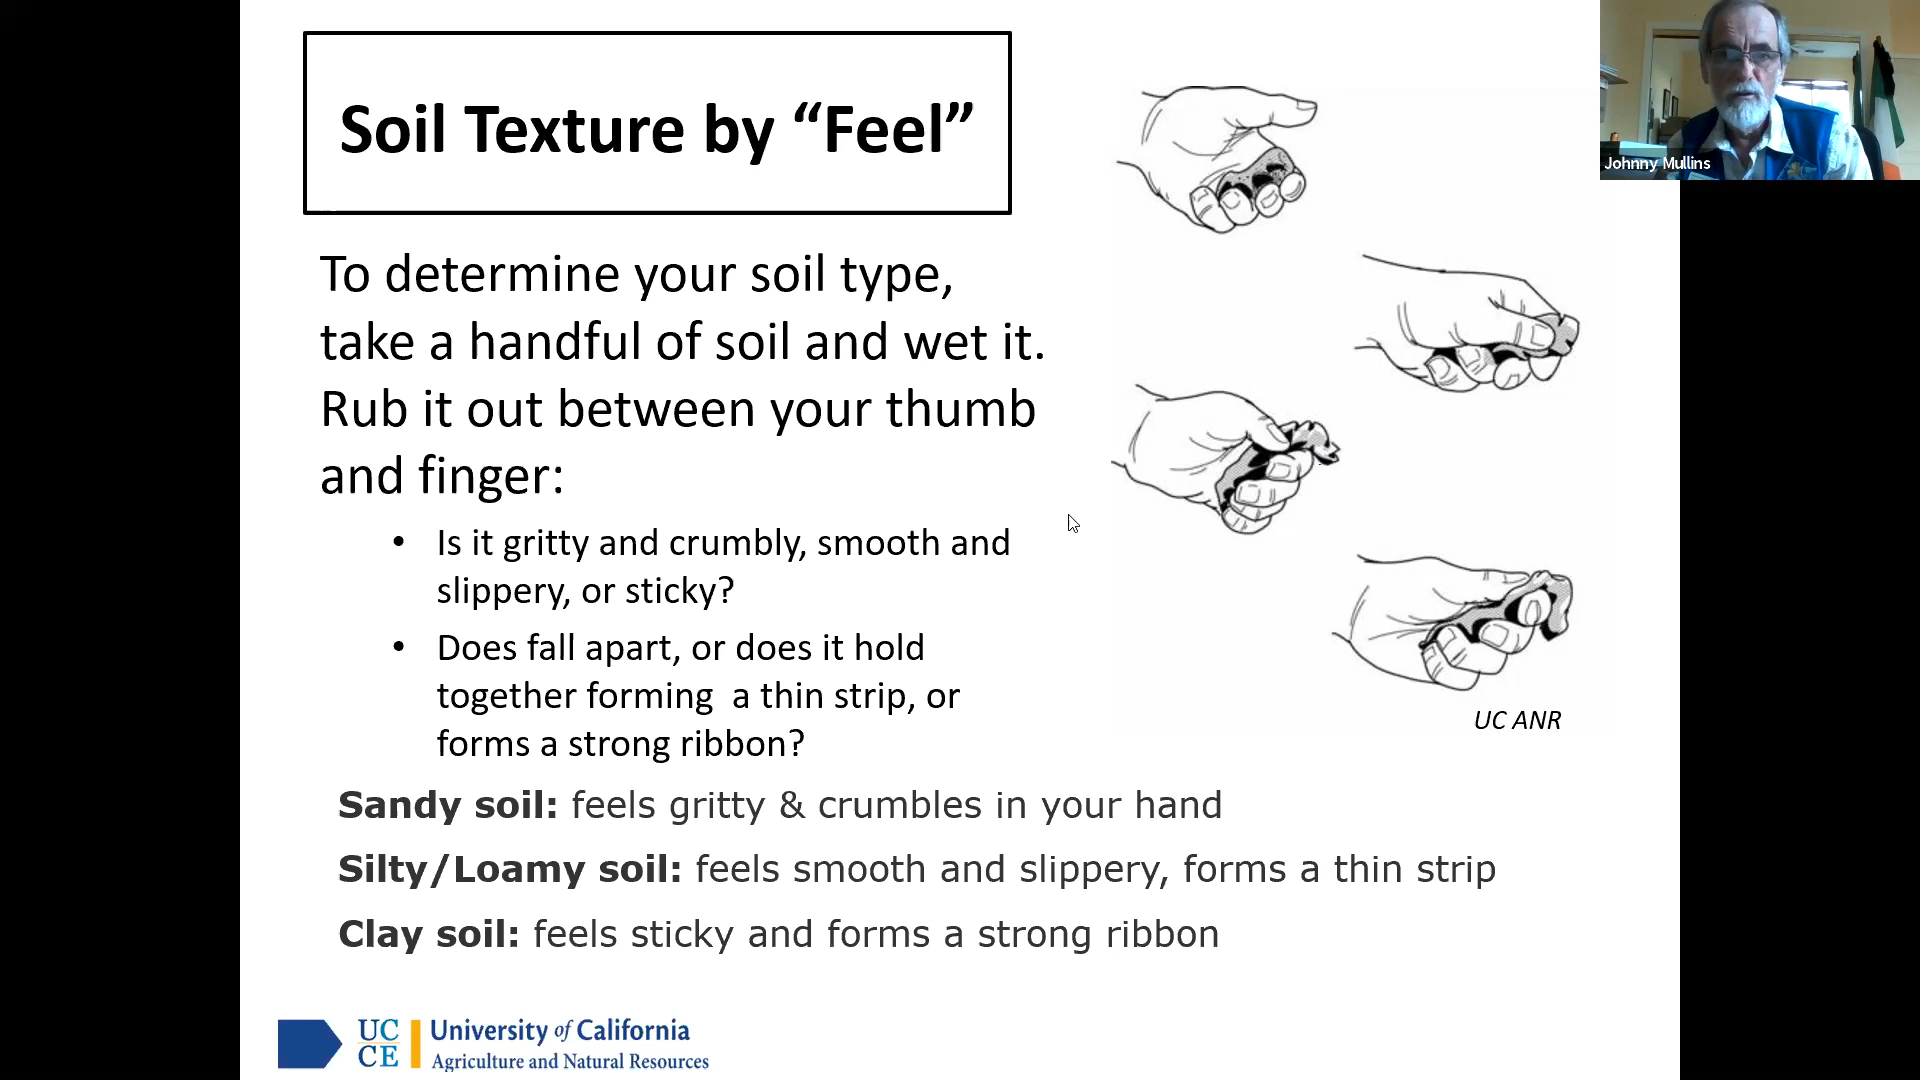 Soil Texture by “Feel”
Johnny Mullins
To determine your soil type,
take a handful of soil and wet it.
Rub it out between your thumb
and finger:
• Is it gritty and crumbly, smooth and
slippery, or sticky?
• Does fall apart, or does it hold
together forming  a thin strip, or
forms a strong ribbon?
UC ANR
Sandy soil: feels gritty & crumbles in your hand
Silty/Loamy soil: feels smooth and slippery, forms a thin strip
Clay soil: feels sticky and forms a strong ribbon
UC
CE
University of California
Agriculture and Natural Resources